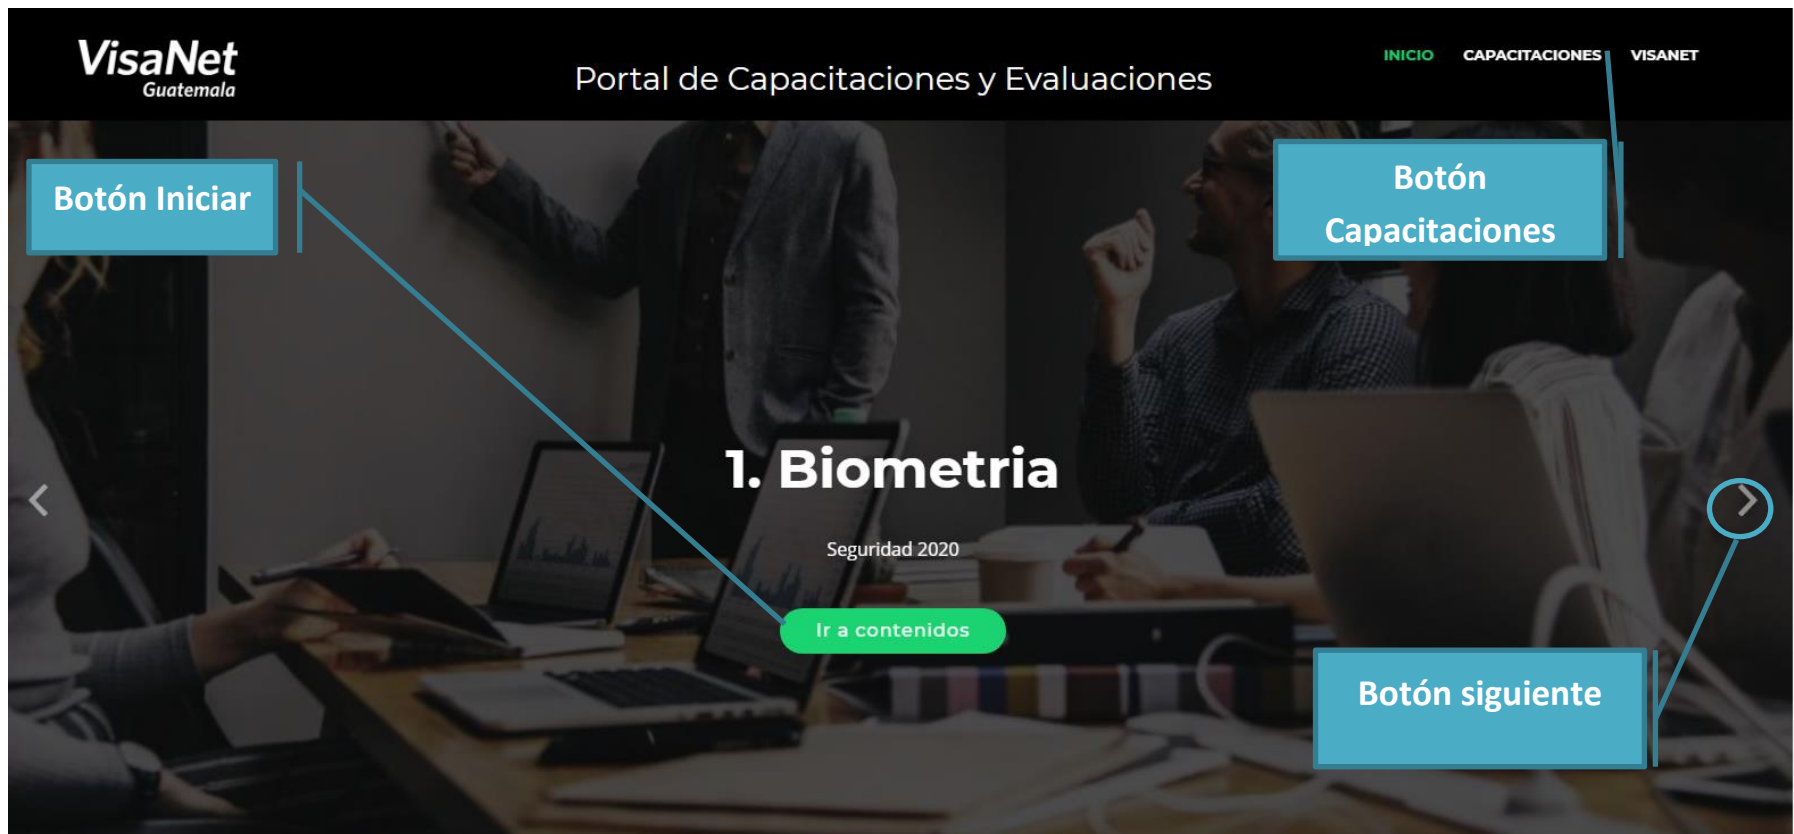 VisaNet
Guatemala
Portal de Capacitaciones y Evaluaciones
INICIO CAPACITACIONES VISANET
Botón Iniciar
Botón
Capacitaciones
1. Biometria
Seguridad 2020
Ir a contenidos
Botón siguiente